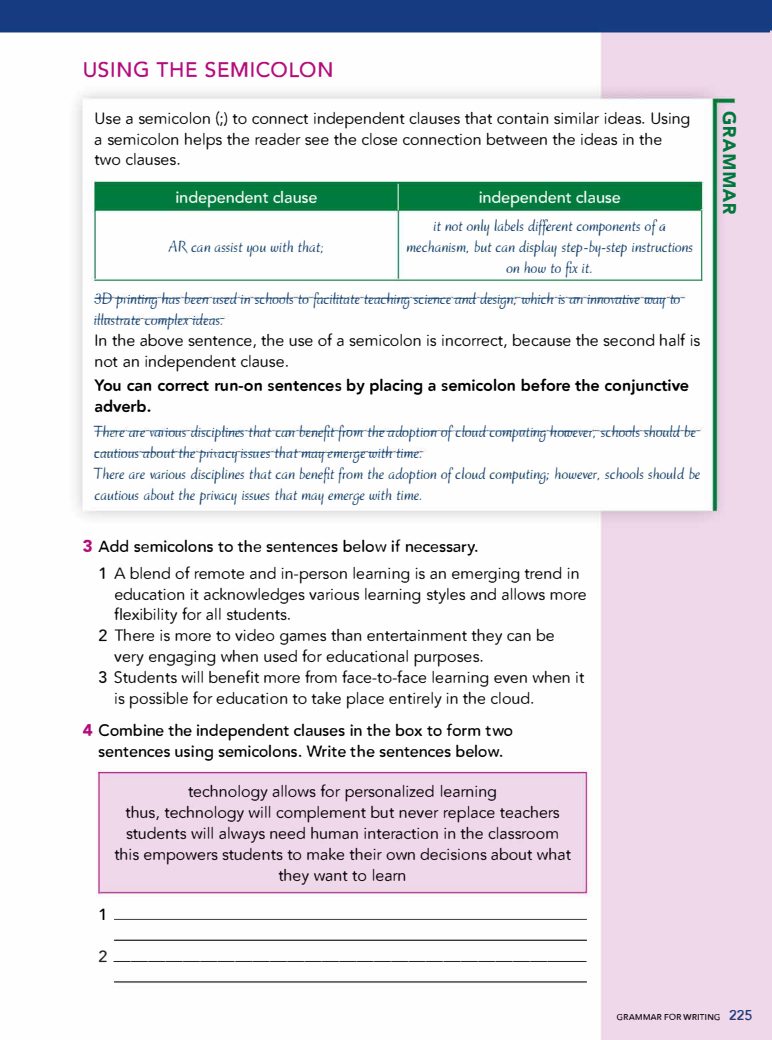 USING THE SEMICOLON
Use a semicolon (;) to connect independent clauses that contain similar ideas. Using
a semicolon helps the reader see the close connection between the ideas in the
two clauses.
GRAMMAR
independent clause independent clause
AR can assist you with that; it not only labels different components of a
mechanism, but can display step-by-step instructions
on how to fix it.
3D printing has been used in schools to facilitate teaching science and design; which is an innovative way to
illustrate complex ideas.
In the above sentence, the use of a semicolon is incorrect, because the second half is
not an independent clause.
You can correct run-on sentences by placing a semicolon before the conjunctive
adverb.
There are various disciplines that can benefit from the adoption of cloud computing however, schools should be
cautious about the privacy issues that may emerge with time.
There are various disciplines that can benefit from the adoption of cloud computing; however, schools should be
cautious about the privacy issues that may emerge with time.
3 Add semicolons to the sentences below if necessary.
1 A blend of remote and in-person learning is an emerging trend in
education it acknowledges various learning styles and allows more
flexibility for all students.
2 There is more to video games than entertainment they can be
very engaging when used for educational purposes.
3 Students will benefit more from face-to-face learning even when it
is possible for education to take place entirely in the cloud.
4 Combine the independent clauses in the box to form two
sentences using semicolons. Write the sentences below.
technology allows for personalized learning
thus, technology will complement but never replace teachers
students will always need human interaction in the classroom
this empowers students to make their own decisions about what
they want to learn
1
2
GRAMMAR FOR WRITING 225